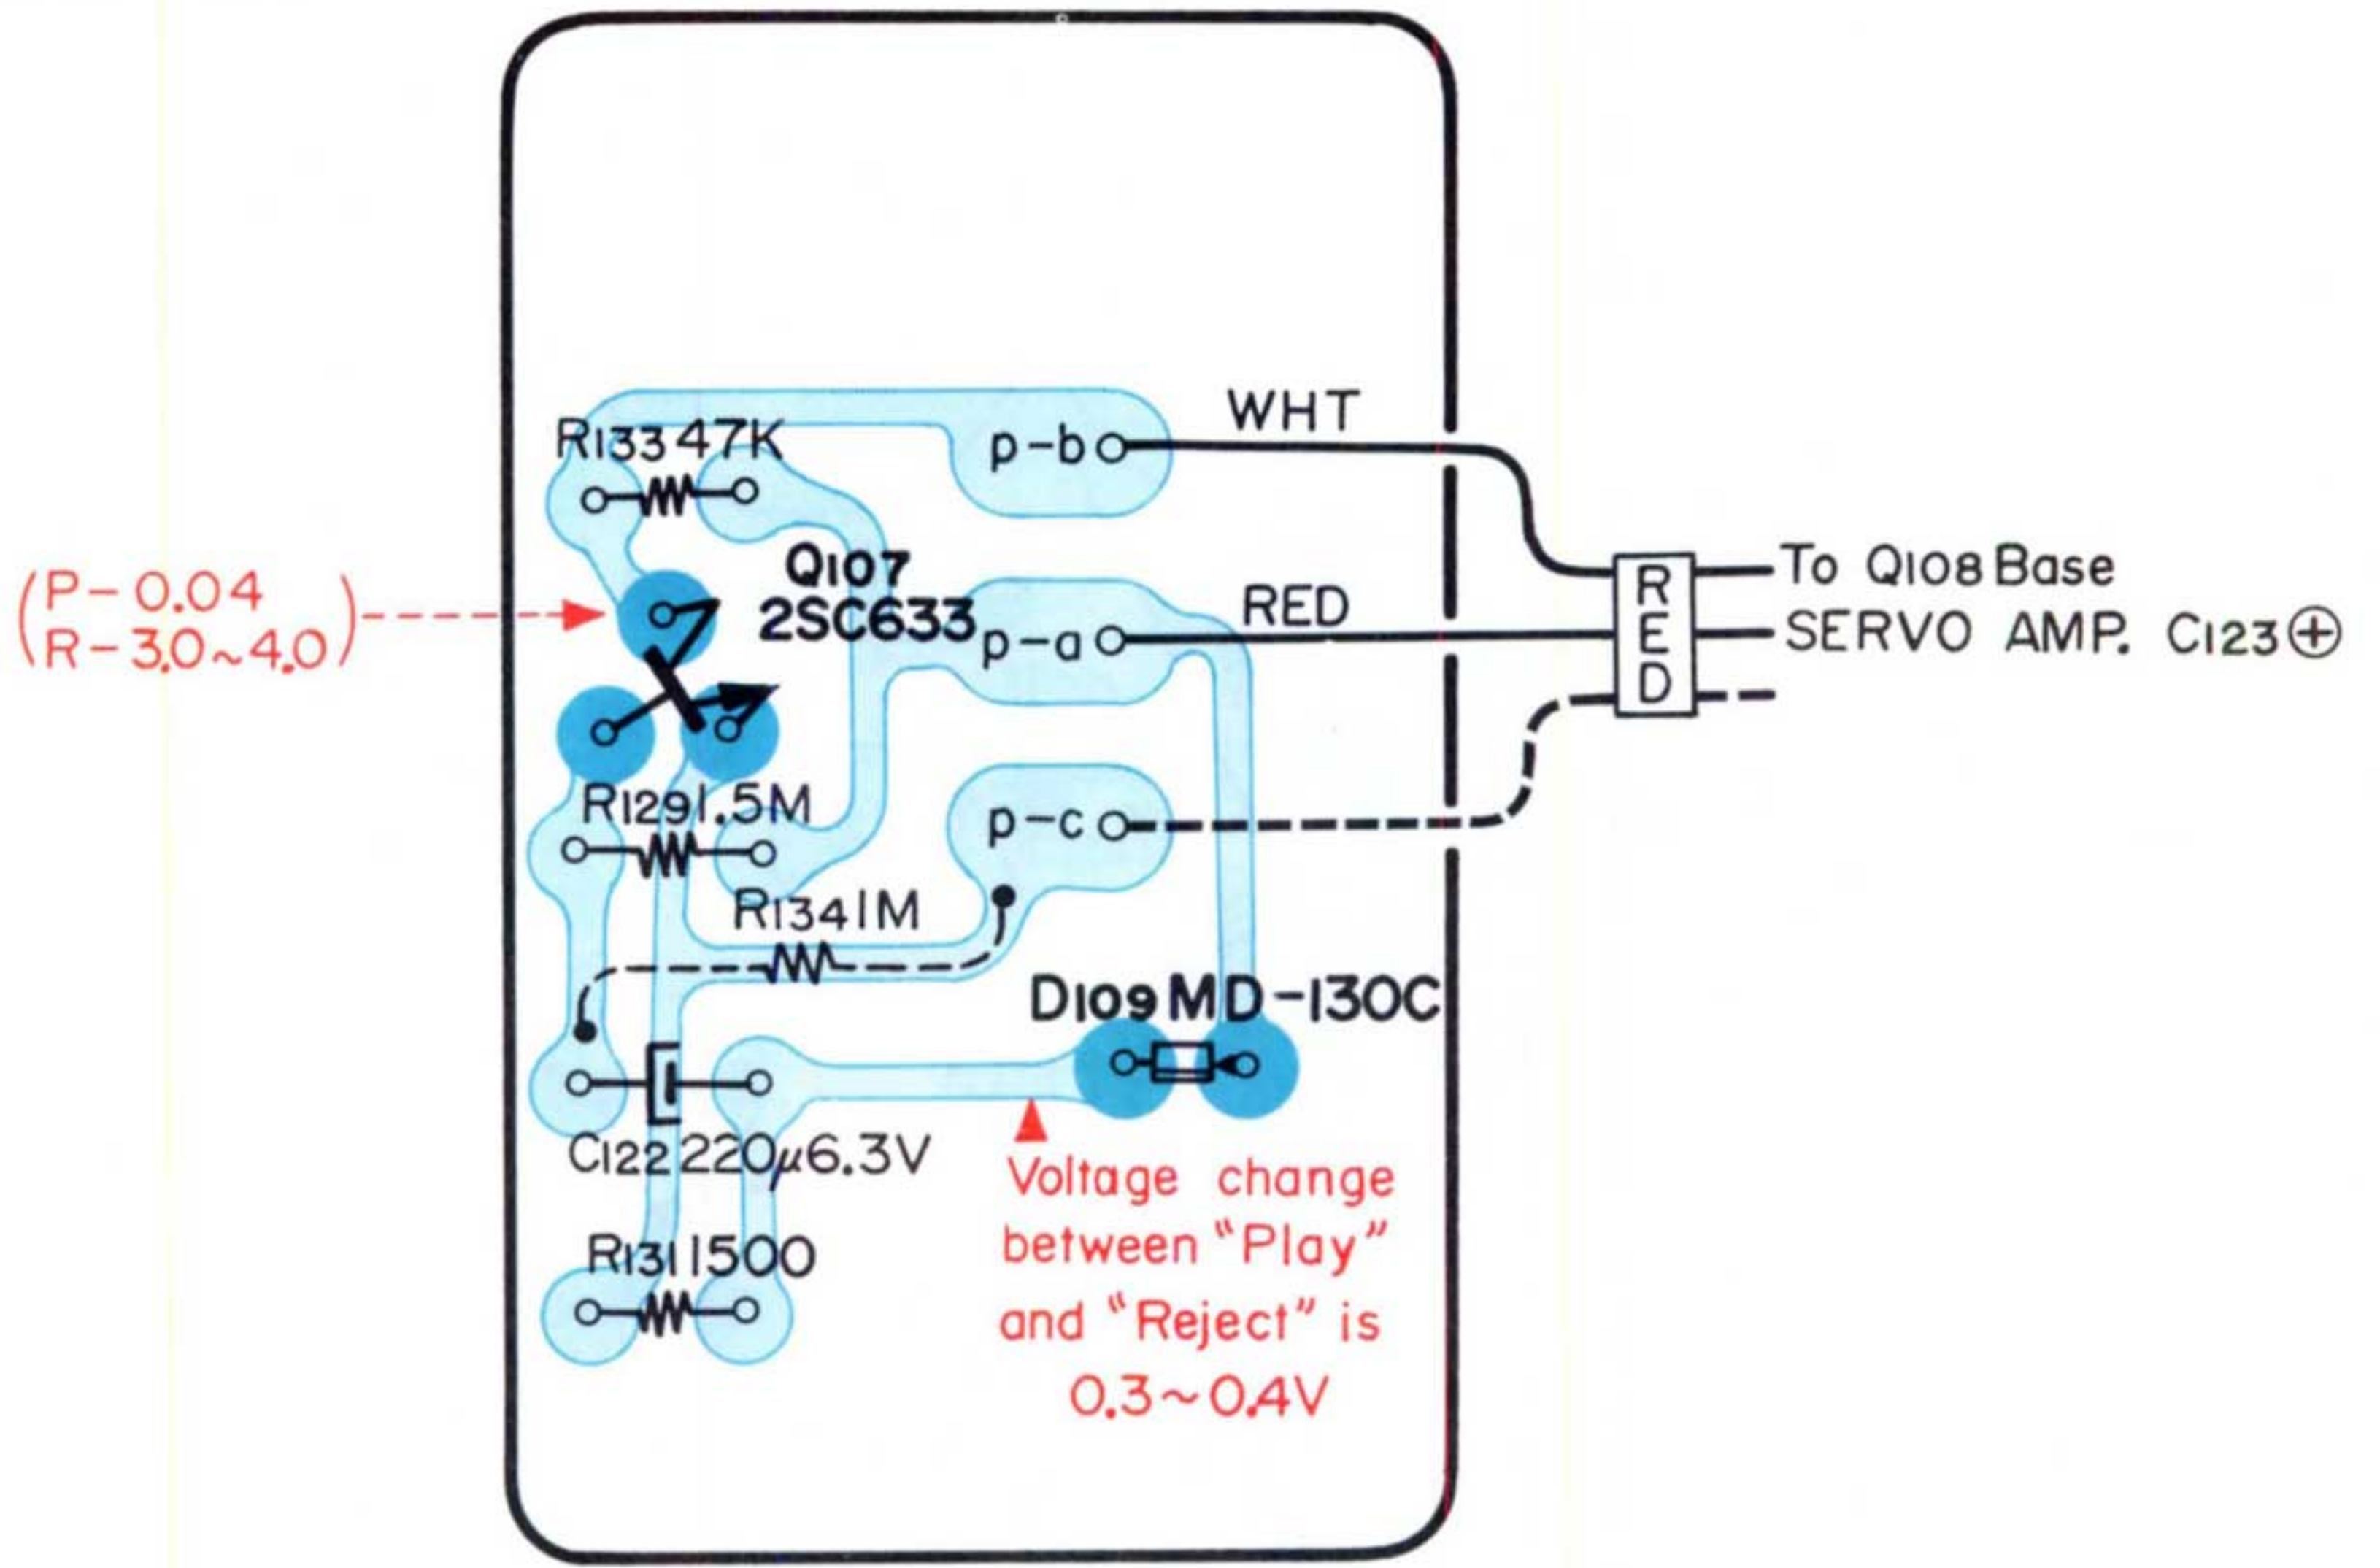 WHT
R133 47K
p-b
Q107
2SC633
(P-0.04
R-3.0~4.0)
p-a
RED
RED
To Q108 Base
SERVO AMP. C123⊕
R129 1.5M
p-c
R134 1M
D109 MD-130C
C122 220μ6.3V
Voltage change
between "Play"
and "Reject" is
0.3~0.4V
R131 1500